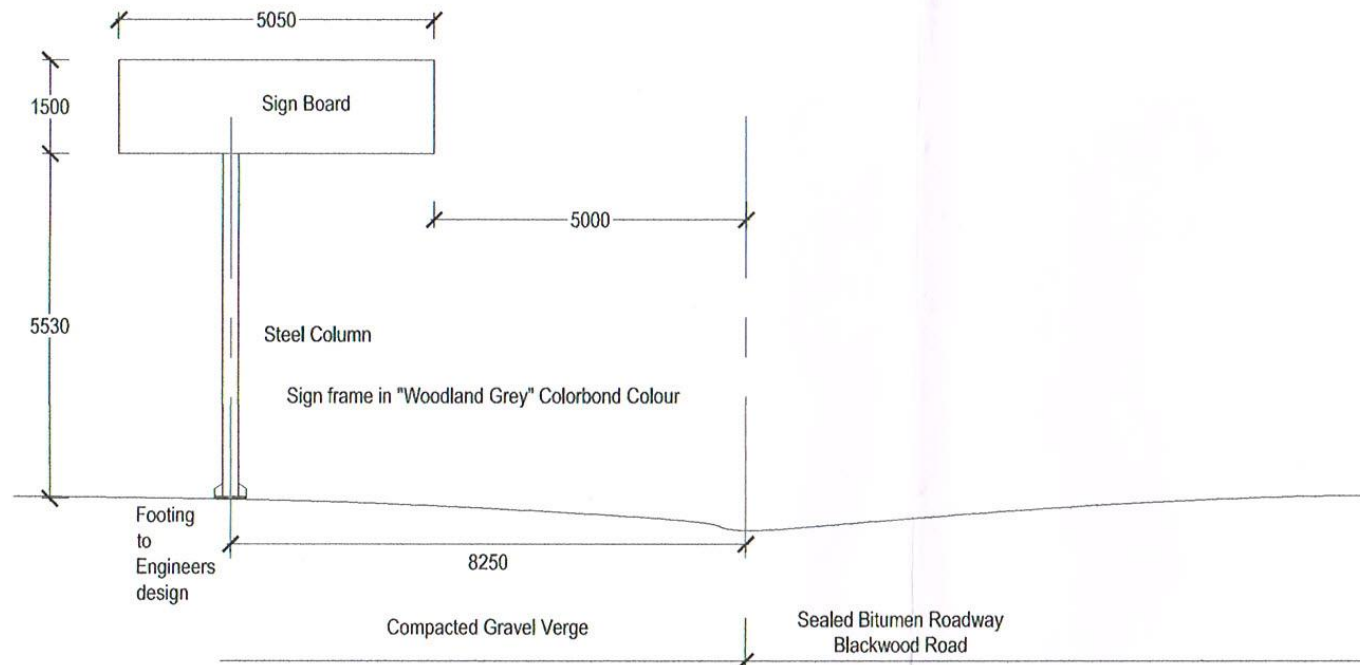 5050
1500
Sign Board
5000
5530
Steel Column
Sign frame in "Woodland Grey" Colorbond Colour
Footing
to
Engineers
design
8250
Compacted Gravel Verge
Sealed Bitumen Roadway
Blackwood Road